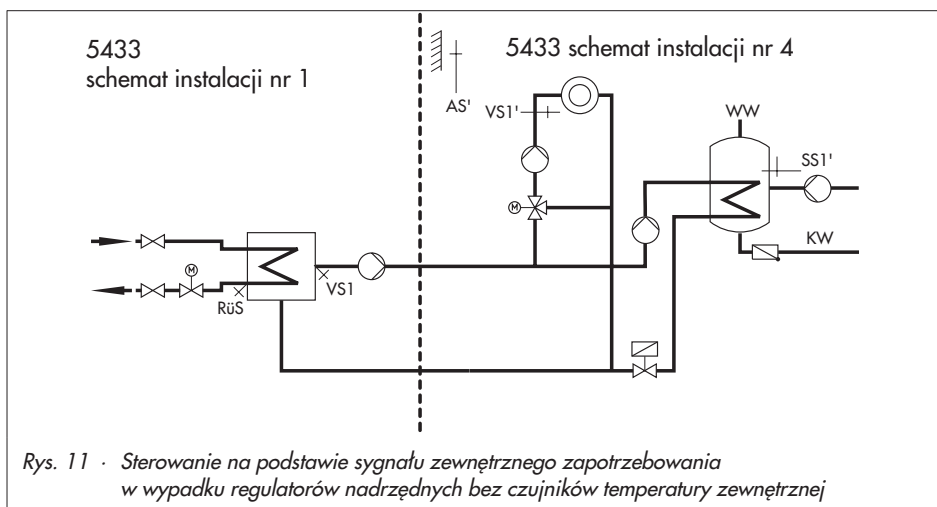 5433
schemat instalacji nr 1
5433 schemat instalacji nr 4
AS'
VS1'
WW
SS1'
M
KW
M
VS1
RüS
Rys. 11 · Sterowanie na podstawie sygnału zewnętrznego zapotrzebowania
w wypadku regulatorów nadrzędnych bez czujników temperatury zewnętrznej